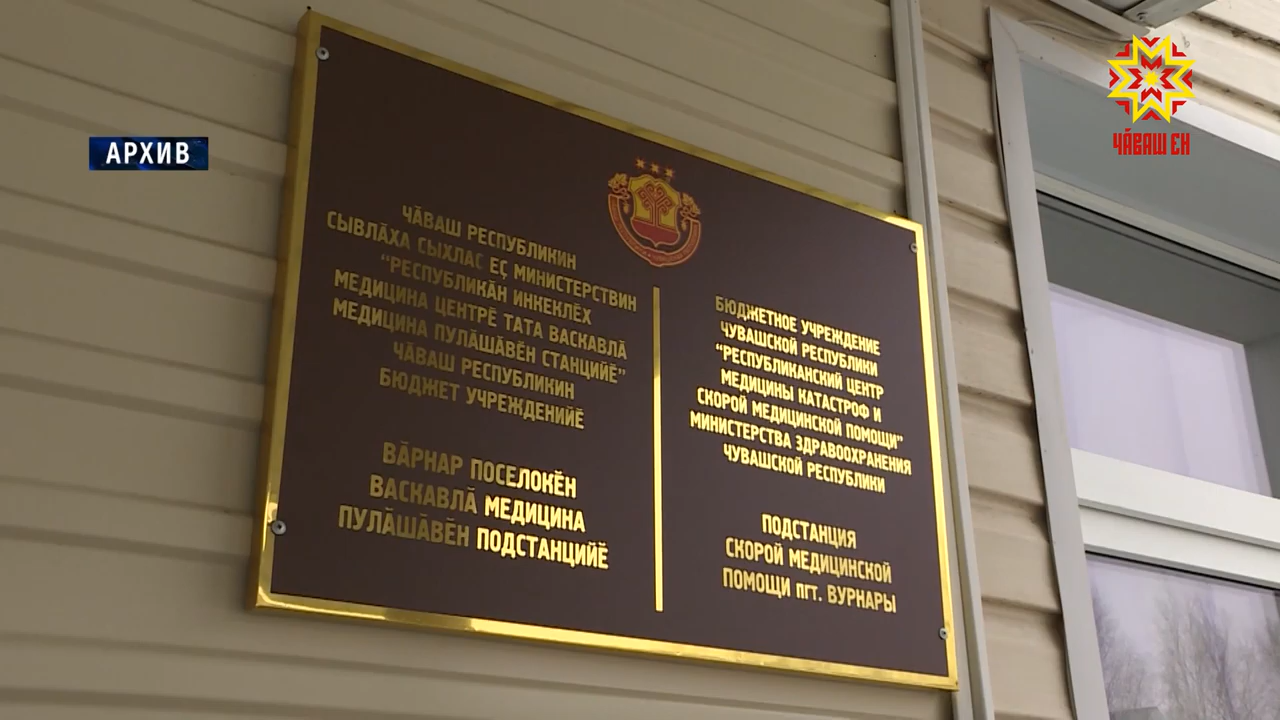 АРХИВ
ЧӐВАШ ЕН
ЧӐВАШ РЕСПУБЛИКИН
СЫВЛӐХА СЫХЛАС ЕҪ МИНИСТЕРСТВИН
“РЕСПУБЛИКӐН ИНКЕКЛӖХ
МЕДИЦИНА ЦЕНТРӖ ТАТА ВАСКАВЛӐ
МЕДИЦИНА ПУЛӐШӐВӖН СТАНЦИЙӖ”
ЧӐВАШ РЕСПУБЛИКИН
БЮДЖЕТ УЧРЕЖДЕНИЙӖ
ВӐРНАР ПОСЕЛОКӖН
ВАСКАВЛӐ МЕДИЦИНА
ПУЛӐШӐВӖН ПОДСТАНЦИЙӖ
БЮДЖЕТНОЕ УЧРЕЖДЕНИЕ
ЧУВАШСКОЙ РЕСПУБЛИКИ
“РЕСПУБЛИКАНСКИЙ ЦЕНТР
МЕДИЦИНЫ КАТАСТРОФ И
СКОРОЙ МЕДИЦИНСКОЙ ПОМОЩИ”
МИНИСТЕРСТВА ЗДРАВООХРАНЕНИЯ
ЧУВАШСКОЙ РЕСПУБЛИКИ
ПОДСТАНЦИЯ
СКОРОЙ МЕДИЦИНСКОЙ
ПОМОЩИ пгт. ВУРНАРЫ